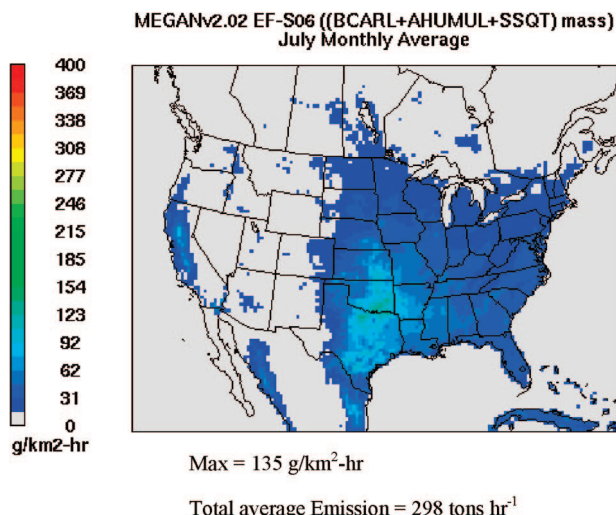 MEGANv2.02 EF-S06 ((BCARL+AHUMUL+SSQT) mass)
July Monthly Average
400
369
338
308
277
246
215
185
154
123
92
62
31
0
g/km2-hr
Max = 135 g/km²-hr
Total average Emission = 298 tons hr⁻¹